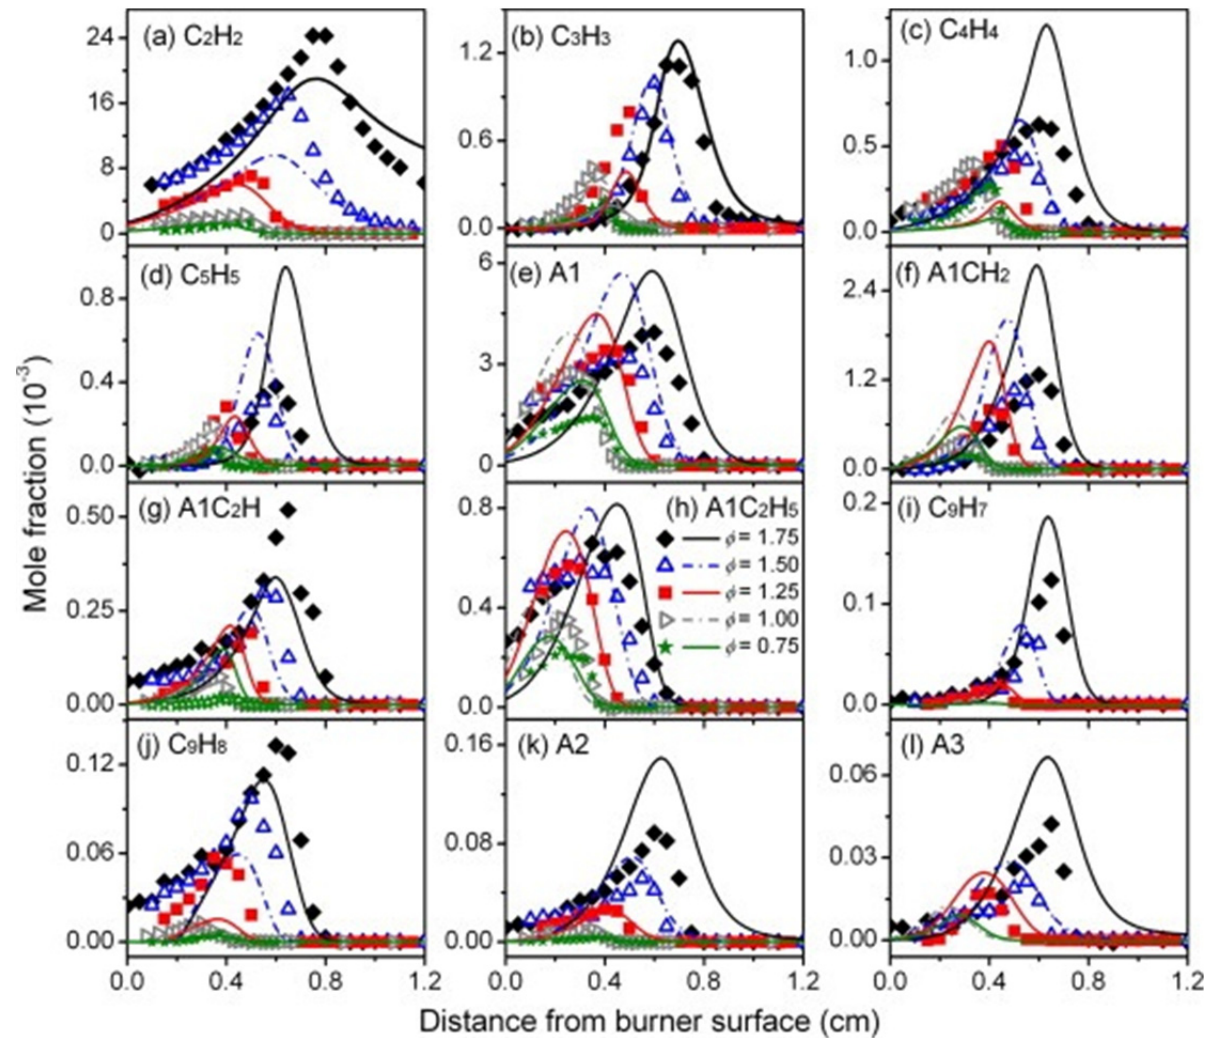 (a) C2H2
24
16
8
0
(b) C3H3
1.2
0.6
0.0
(c) C4H4
1.0
0.5
0.0
(d) C5H5
0.8
0.4
0.0
(e) A1
6
3
0
(f) A1CH2
2.4
1.2
0.0
(g) A1C2H
0.50
0.25
0.00
(h) A1C2H5
0.8
0.4
0.0
ϕ = 1.75
ϕ = 1.50
ϕ = 1.25
ϕ = 1.00
ϕ = 0.75
(i) C9H7
0.2
0.1
0.0
(j) C9H8
0.12
0.06
0.00
(k) A2
0.16
0.08
0.00
(l) A3
0.06
0.03
0.00
0.0 0.4 0.8 1.2 0.0 0.4 0.8 1.2 0.0 0.4 0.8 1.2
Mole fraction (10⁻³)
Distance from burner surface (cm)